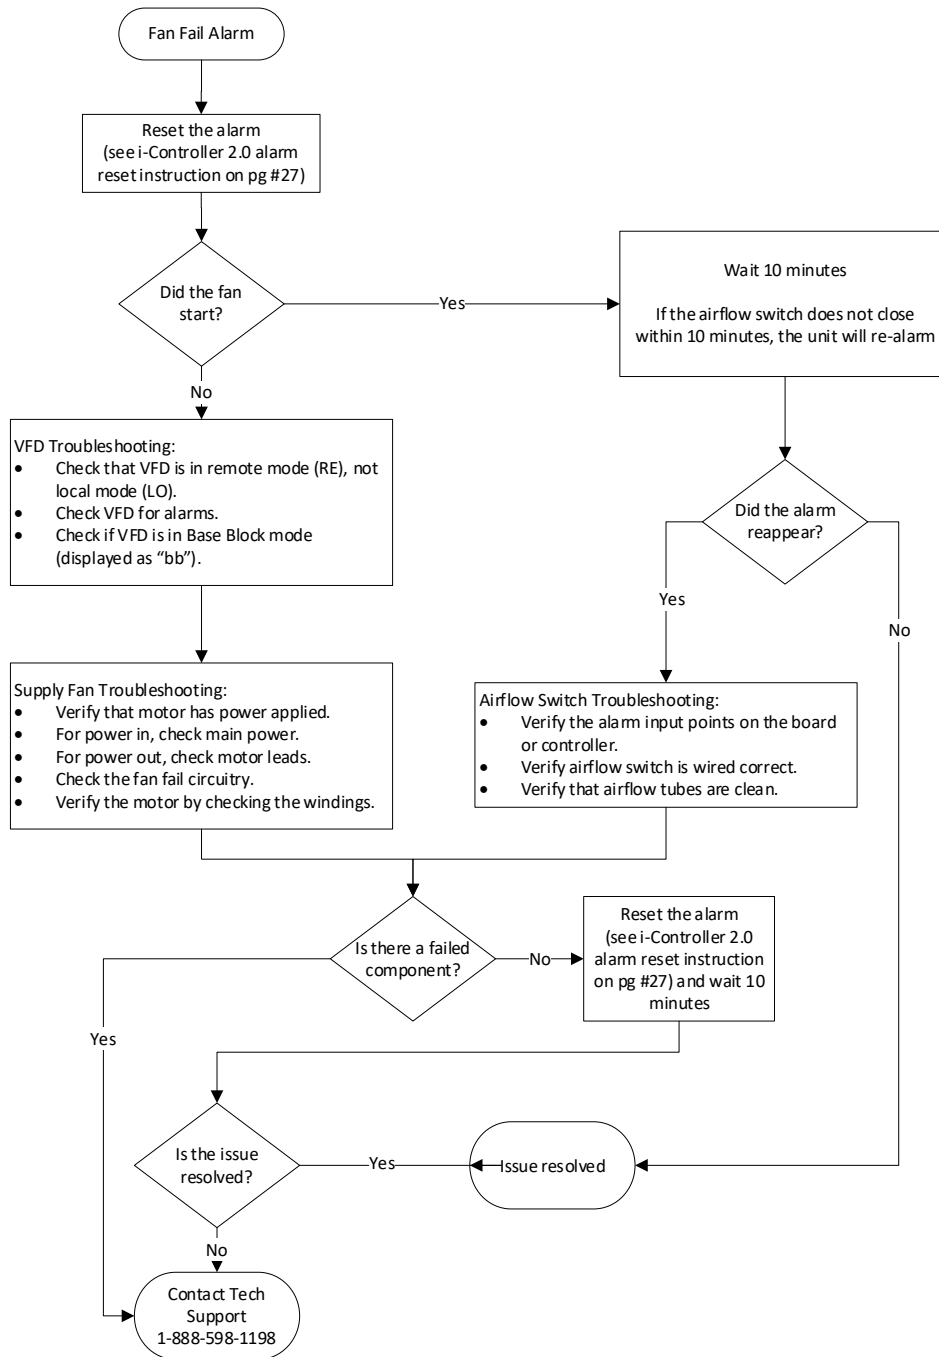 Fan Fail Alarm
Reset the alarm
(see i-Controller 2.0 alarm
reset instruction on pg #27)
Did the fan
start?
Yes
Wait 10 minutes
If the airflow switch does not close
within 10 minutes, the unit will re-alarm
No
VFD Troubleshooting:
• Check that VFD is in remote mode (RE), not
local mode (LO).
• Check VFD for alarms.
• Check if VFD is in Base Block mode
(displayed as “bb”).
Did the alarm
reappear?
Yes
No
Supply Fan Troubleshooting:
• Verify that motor has power applied.
• For power in, check main power.
• For power out, check motor leads.
• Check the fan fail circuitry.
• Verify the motor by checking the windings.
Airflow Switch Troubleshooting:
• Verify the alarm input points on the board
or controller.
• Verify airflow switch is wired correct.
• Verify that airflow tubes are clean.
Is there a failed
component?
No
Reset the alarm
(see i-Controller 2.0
alarm reset instruction
on pg #27) and wait 10
minutes
Yes
Is the issue
resolved?
Yes
Issue resolved
No
Contact Tech
Support
1-888-598-1198